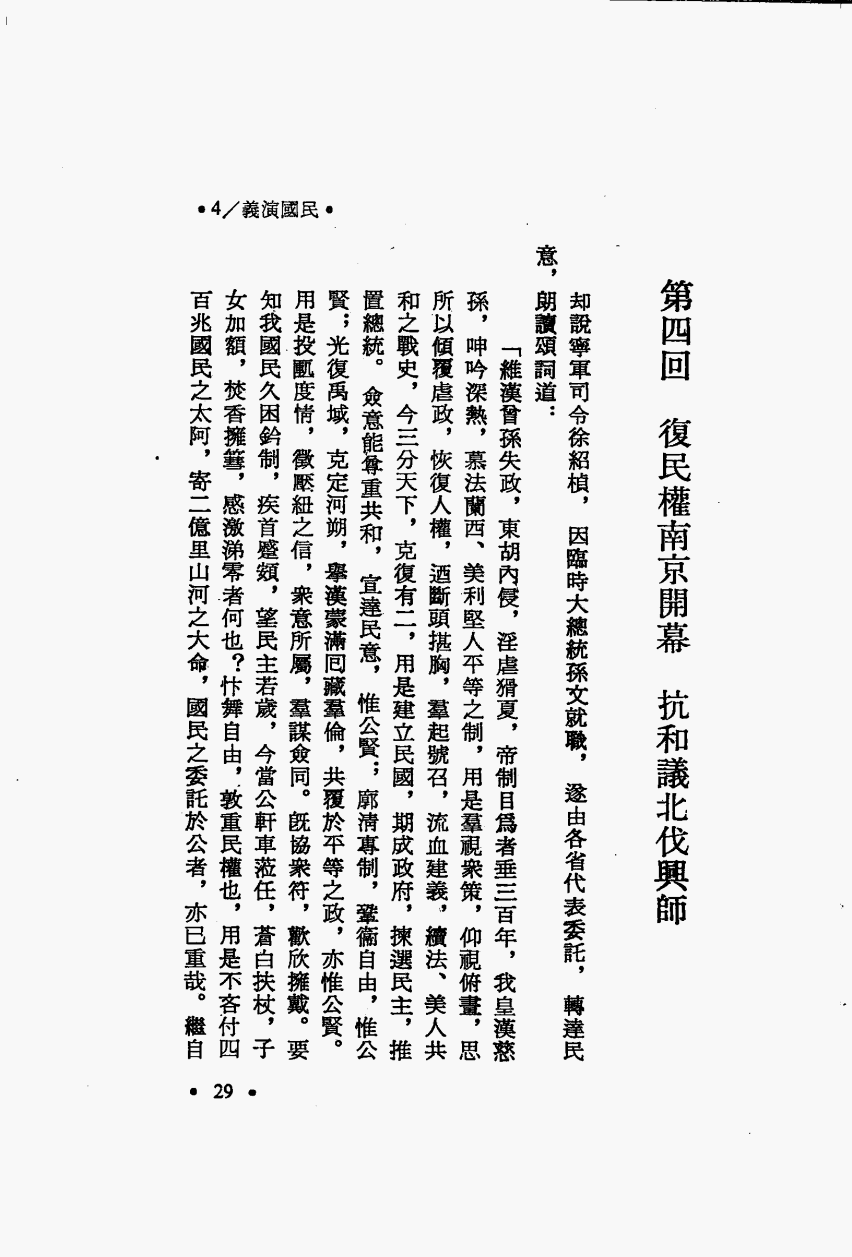 •4／義演國民•
第四回　復民權南京開幕　抗和議北伐興師
却說寧軍司令徐紹楨，因臨時大總統孫文就職，遂由各省代表委託，轉達民
意，朗讀頌詞道：
「維漢曾孫失政，東胡內侵，淫虐猾夏，帝制目為者垂三百年，我皇漢慈
孫，呻吟深熱，慕法蘭西、美利堅人平等之制，用是羣視衆策，仰視俯畫，思
所以傾覆虐政，恢復人權，迺斷頭揕胸，羣起號召，流血建義，續法、美人共
和之戰史，今三分天下，克復有二，用是建立民國，期成政府，揀選民主，推
置總統。僉意能尊重共和，宣達民意，惟公賢；廓清專制，鞏衞自由，惟公
賢；光復禹域，克定河朔，舉漢蒙滿囘藏羣倫，共覆於平等之政，亦惟公賢。
用是投匭度情，徵壓紐之信，衆意所屬，羣謀僉同。旣協衆符，歡欣擁戴。要
知我國民久困鈐制，疾首蹙頞，望民主若歲，今當公軒車蒞任，蒼白扶杖，子
女加額，焚香擁篲，感激涕零者何也？忭舞自由，敦重民權也，用是不吝付四
百兆國民之太阿，寄二億里山河之大命，國民之委託於公者，亦已重哉。繼自
• 29 •